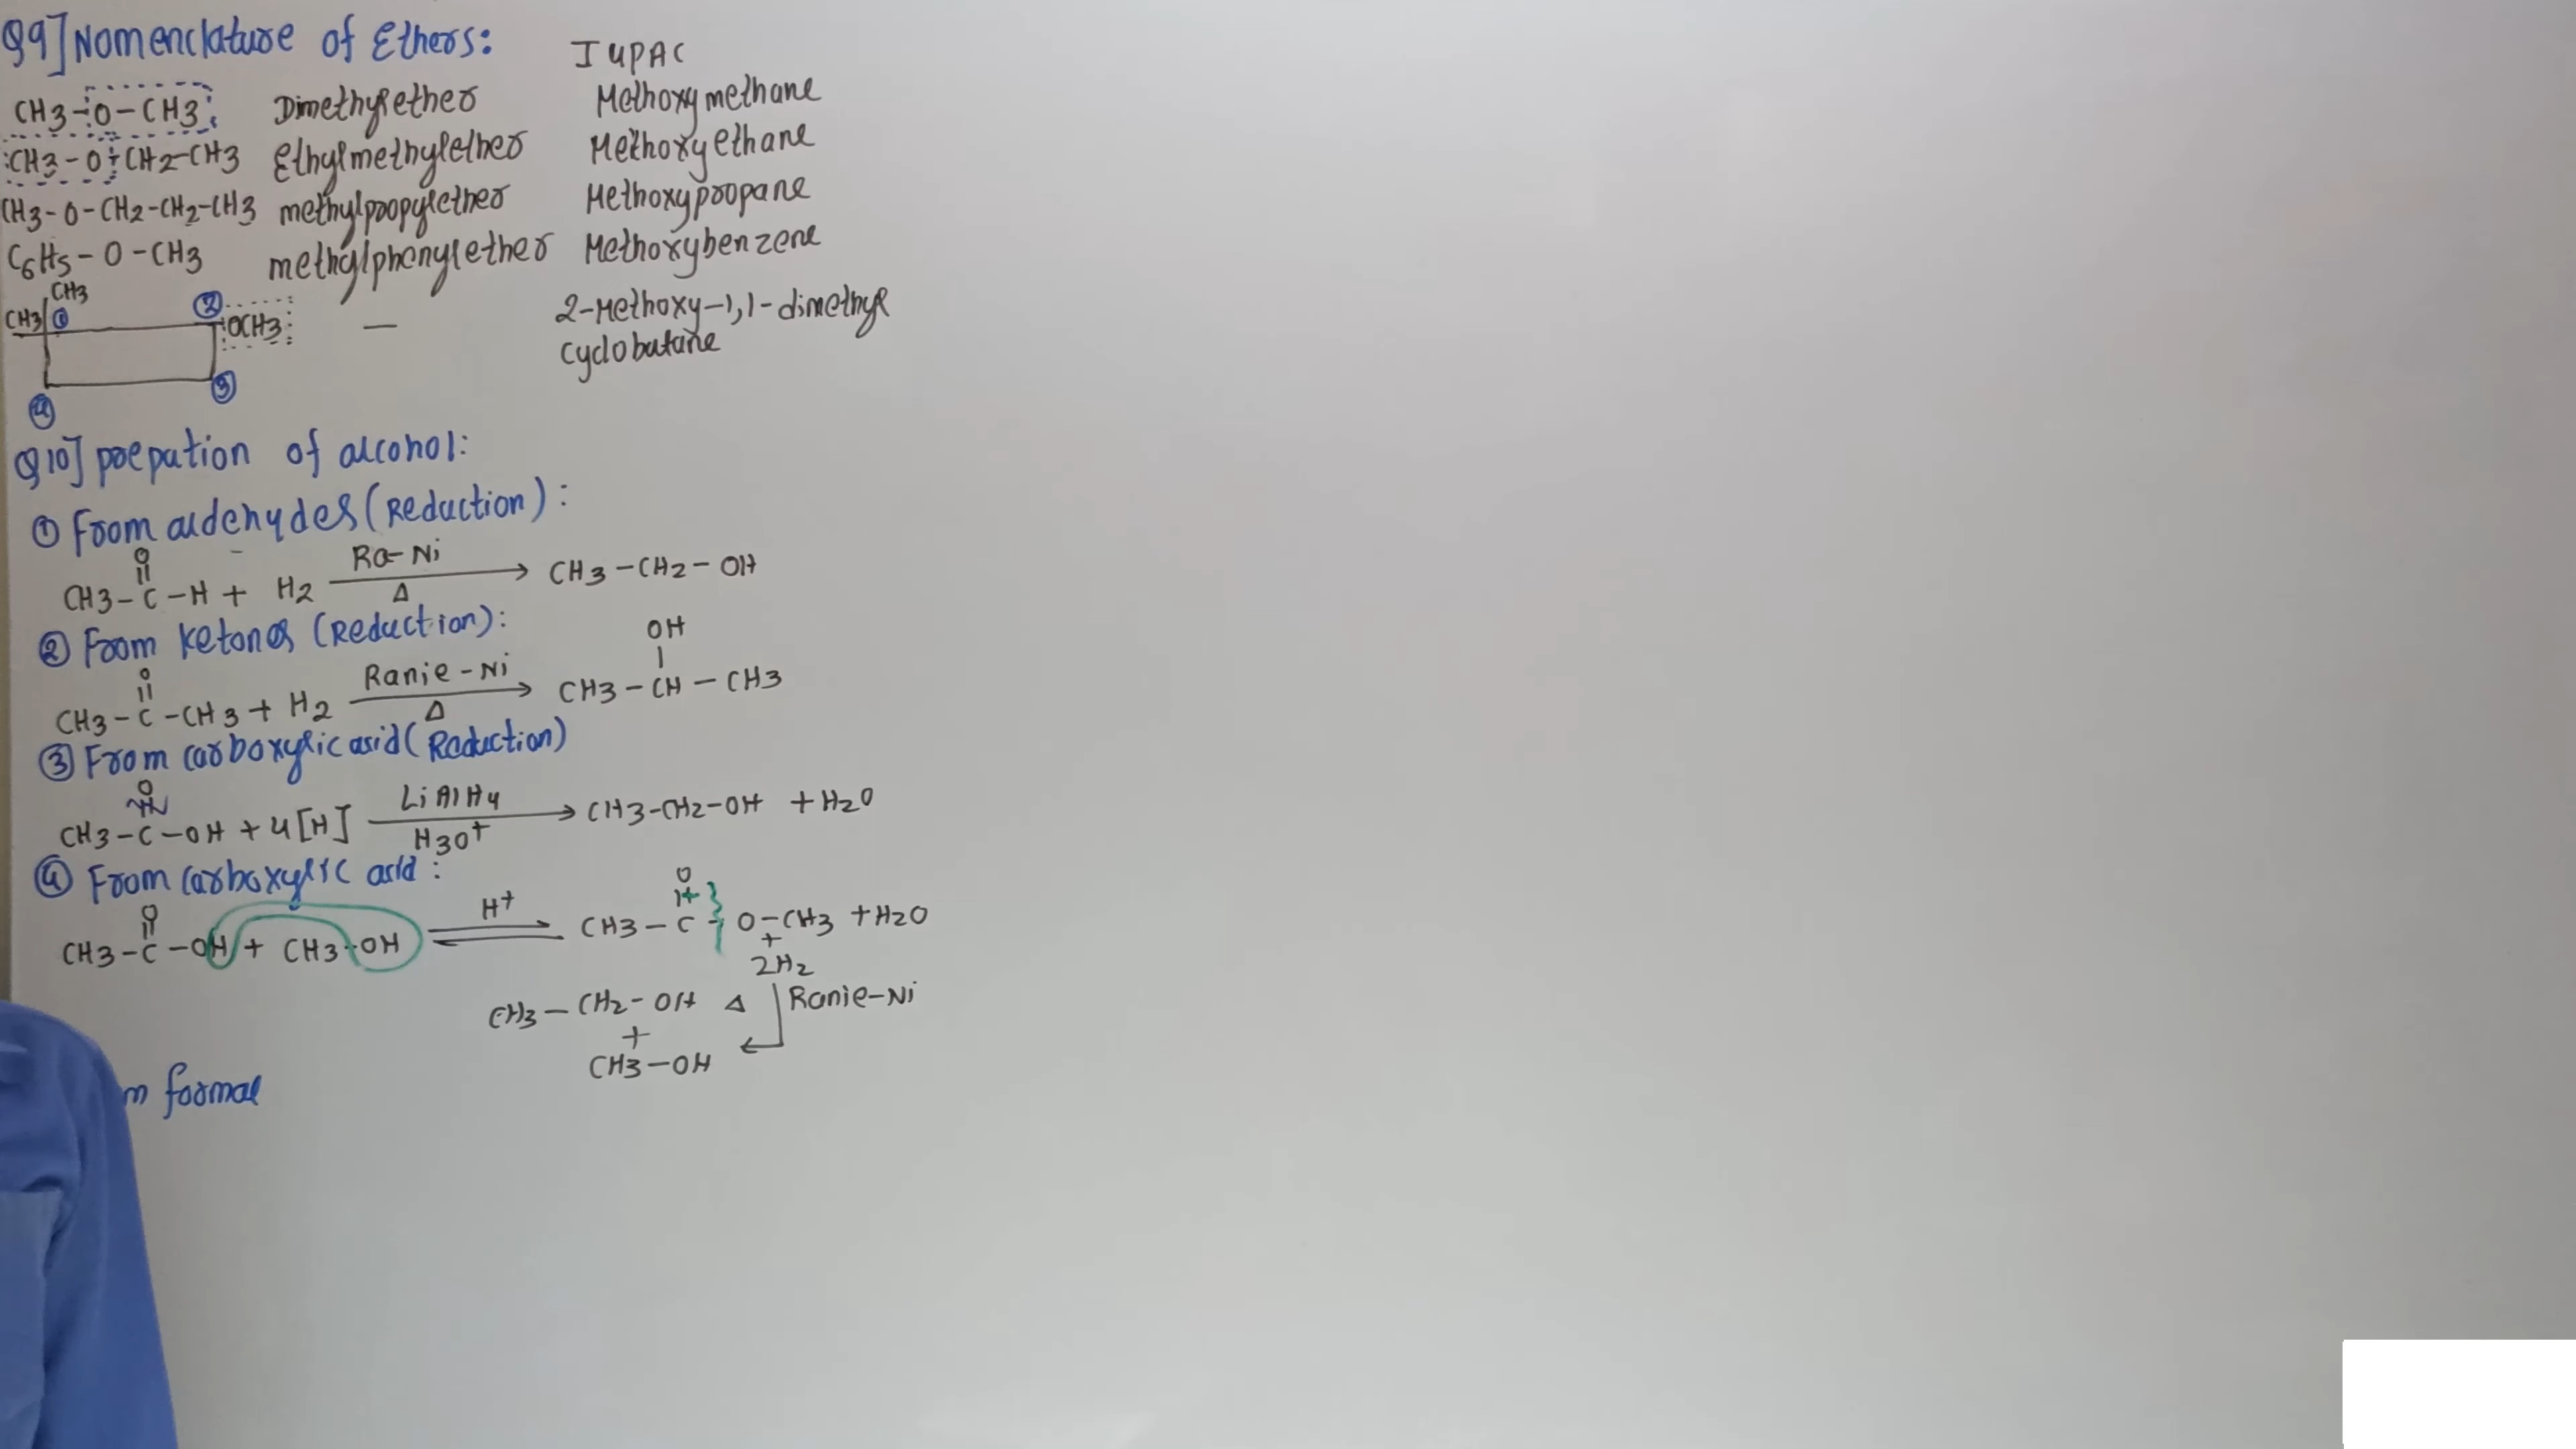 Q9] Nomenclature of Ethers:
IUPAC
CH3-O-CH3 Dimethylether Methoxymethane
CH3-O-CH2-CH3 Ethylmethylether Methoxyethane
CH3-O-CH2-CH2-CH3 methylpropylether Methoxypropane
C6H5-O-CH3 methylphenylether Methoxybenzene
CH3
CH3 ① ② OCH3 — 2-Methoxy-1,1-dimethyl
cyclobutane
③
④
Q10] prepation of alcohol:
① From aldehydes (Reduction):
O
||
CH3-C-H + H2 Ra-Ni Δ → CH3-CH2-OH
② From ketones (Reduction):
O OH
|| |
CH3-C-CH3 + H2 Ranie-Ni Δ → CH3-CH-CH3
③ From carboxylic acid (Reduction)
O
CH3-C-OH + 4[H] LiAlH4 H3O+ → CH3-CH2-OH + H2O
④ From carboxylic acid:
O O
|| ||
CH3-C-OH + CH3-OH H+ ⇌ CH3-C-O-CH3 + H2O
+
2H2
CH3-CH2-OH Δ Ranie-Ni
+
CH3-OH
m formal